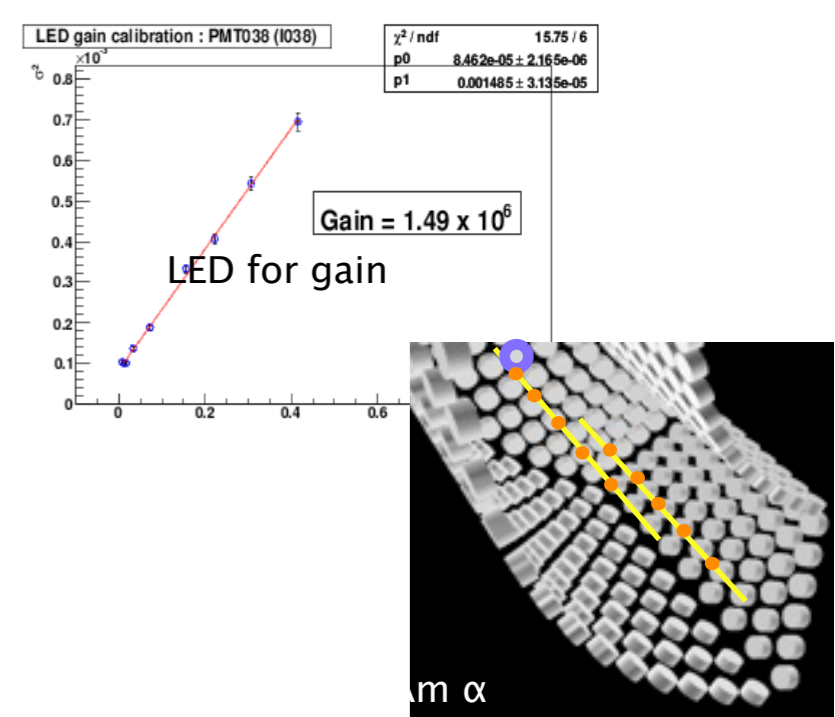 LED gain calibration : PMT038 (I038)
χ² / ndf 15.75 / 6
p0 8.462e-05 ± 2.165e-06
p1 0.001485 ± 3.135e-05
×10⁻³
σ²
0.8
0.7
0.6
0.5
0.4
0.3
0.2
0.1
0
Gain = 1.49 x 10⁶
LED for gain
0 0.2 0.4 0.6
m α